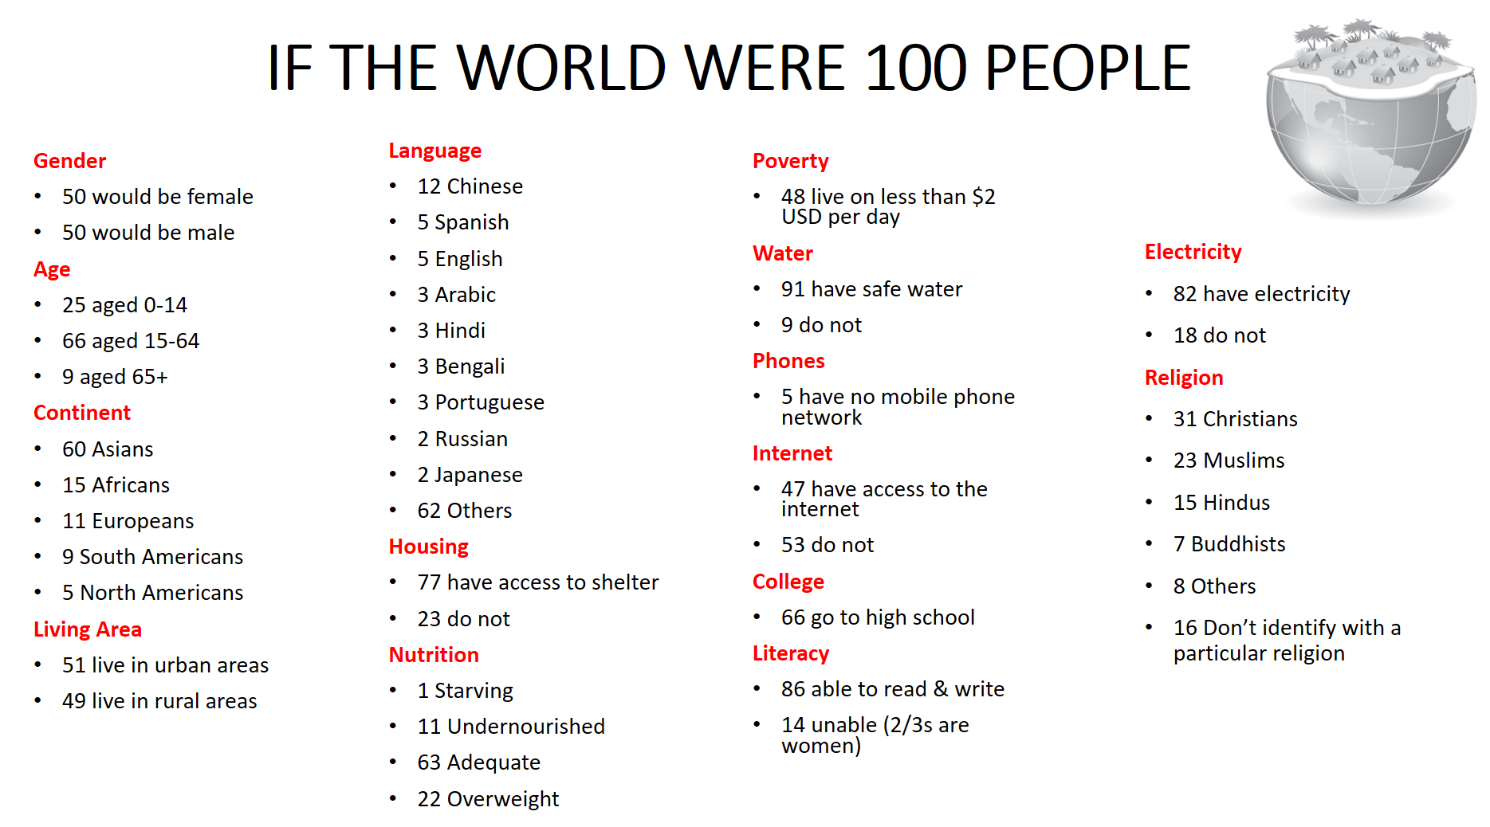 IF THE WORLD WERE 100 PEOPLE
Gender
• 50 would be female
• 50 would be male
Age
• 25 aged 0-14
• 66 aged 15-64
• 9 aged 65+
Continent
• 60 Asians
• 15 Africans
• 11 Europeans
• 9 South Americans
• 5 North Americans
Living Area
• 51 live in urban areas
• 49 live in rural areas
Language
• 12 Chinese
• 5 Spanish
• 5 English
• 3 Arabic
• 3 Hindi
• 3 Bengali
• 3 Portuguese
• 2 Russian
• 2 Japanese
• 62 Others
Housing
• 77 have access to shelter
• 23 do not
Nutrition
• 1 Starving
• 11 Undernourished
• 63 Adequate
• 22 Overweight
Poverty
• 48 live on less than $2
USD per day
Water
• 91 have safe water
• 9 do not
Phones
• 5 have no mobile phone
network
Internet
• 47 have access to the
internet
• 53 do not
College
• 66 go to high school
Literacy
• 86 able to read & write
• 14 unable (2/3s are
women)
Electricity
• 82 have electricity
• 18 do not
Religion
• 31 Christians
• 23 Muslims
• 15 Hindus
• 7 Buddhists
• 8 Others
• 16 Don’t identify with a
particular religion